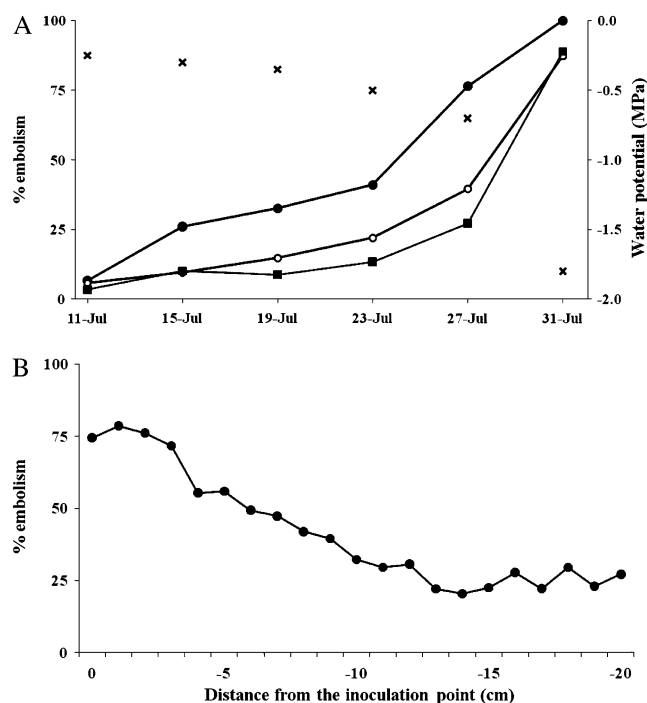 A
100
75
50
25
0
% embolism
0.0
-0.5
-1.0
-1.5
-2.0
Water potential (MPa)
11-Jul 15-Jul 19-Jul 23-Jul 27-Jul 31-Jul
B
100
75
50
25
0
% embolism
0 -5 -10 -15 -20
Distance from the inoculation point (cm)